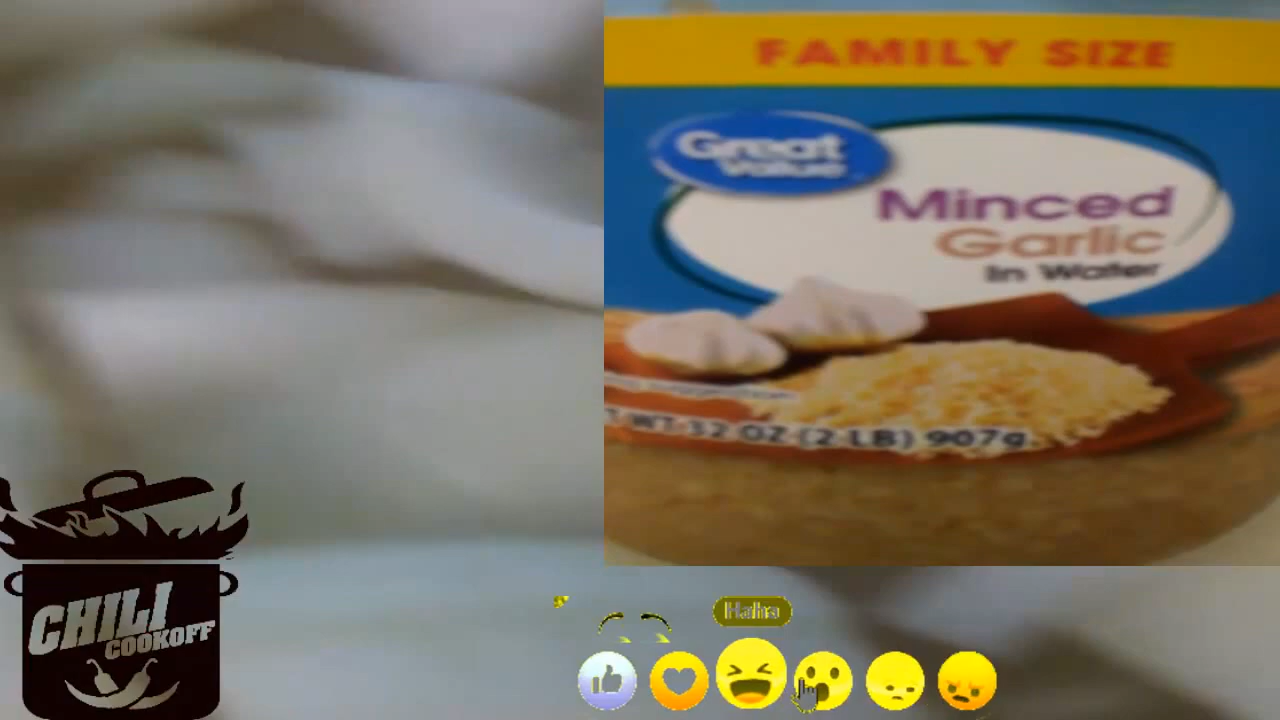 FAMILY SIZE
Great
Value
Minced
Garlic
In Water
WT 32 OZ (2 LB) 907g
CHILI
COOKOFF
Haha